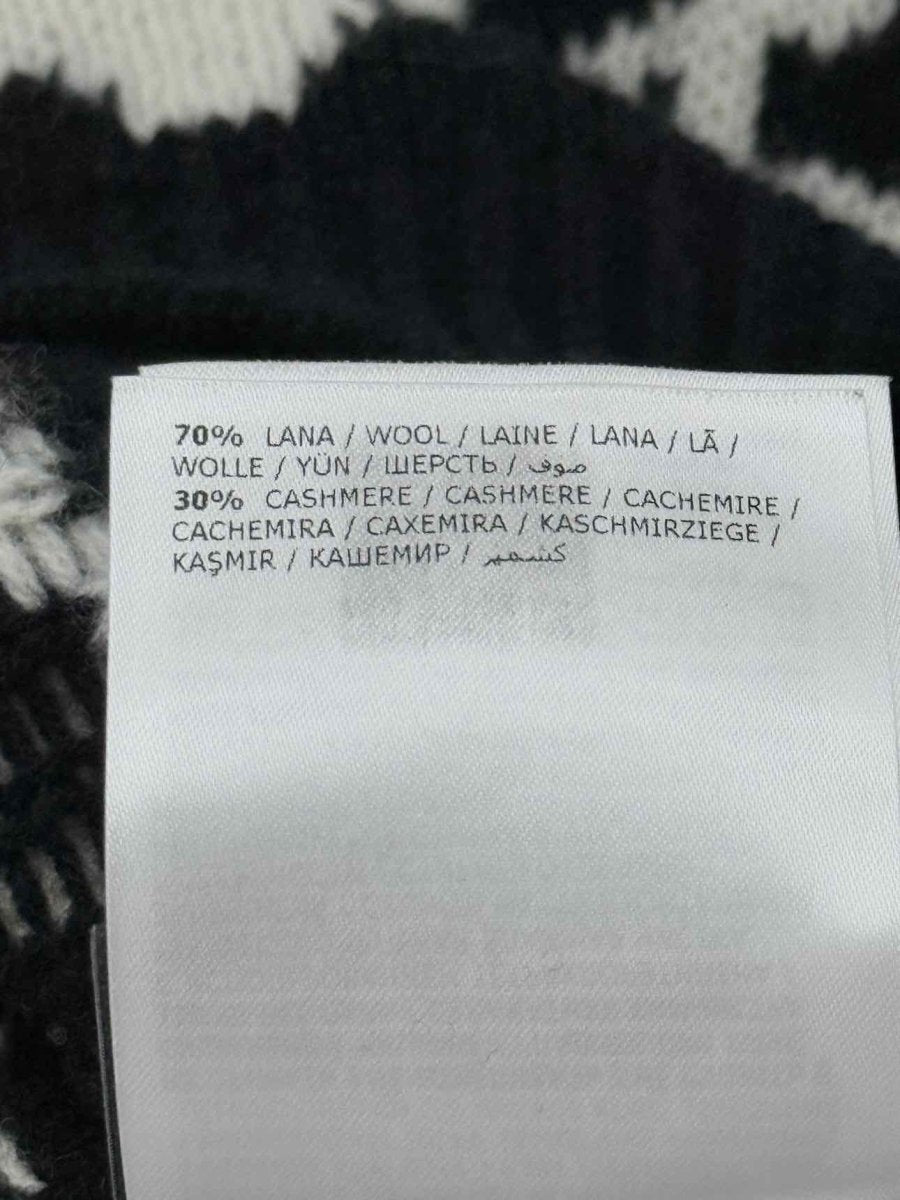 70% LANA / WOOL / LAINE / LANA / LÃ /
WOLLE / YÜN / ШЕРСТЬ / صوف
30% CASHMERE / CASHMERE / CACHEMIRE /
CACHEMIRA / CAXEMIRA / KASCHMIRZIEGE /
KAŞMIR / КАШЕМИР / كشمير